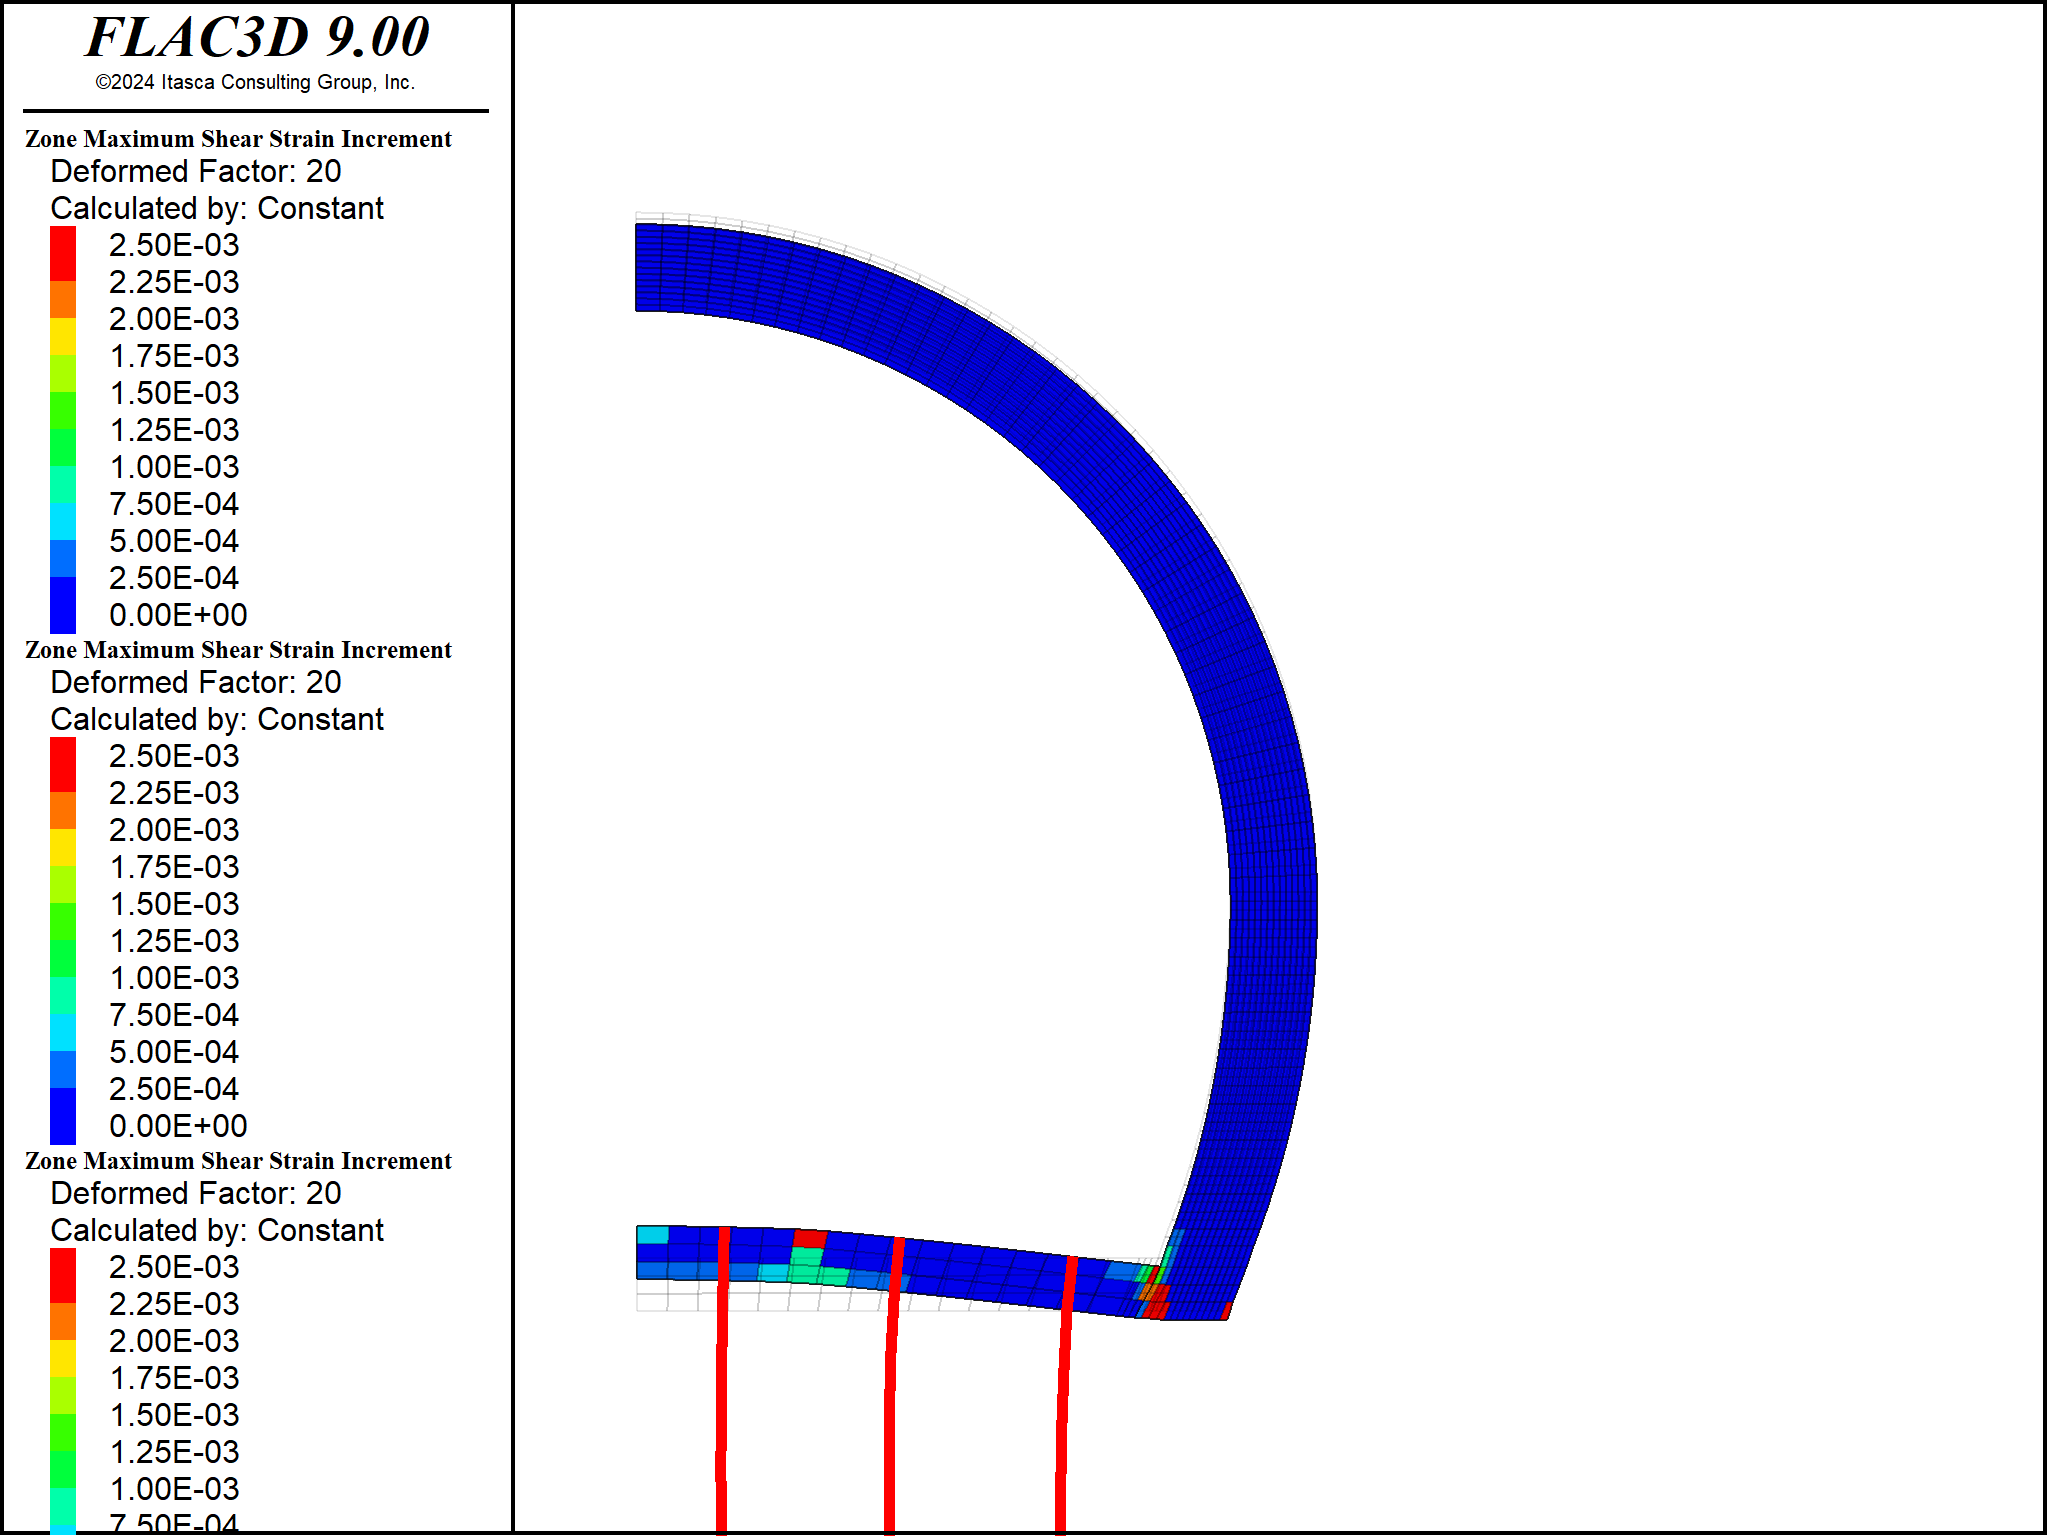 FLAC3D 9.00
©2024 Itasca Consulting Group, Inc.
Zone Maximum Shear Strain Increment
Deformed Factor: 20
Calculated by: Constant
2.50E-03
2.25E-03
2.00E-03
1.75E-03
1.50E-03
1.25E-03
1.00E-03
7.50E-04
5.00E-04
2.50E-04
0.00E+00
Zone Maximum Shear Strain Increment
Deformed Factor: 20
Calculated by: Constant
2.50E-03
2.25E-03
2.00E-03
1.75E-03
1.50E-03
1.25E-03
1.00E-03
7.50E-04
5.00E-04
2.50E-04
0.00E+00
Zone Maximum Shear Strain Increment
Deformed Factor: 20
Calculated by: Constant
2.50E-03
2.25E-03
2.00E-03
1.75E-03
1.50E-03
1.25E-03
1.00E-03
7.50E-04